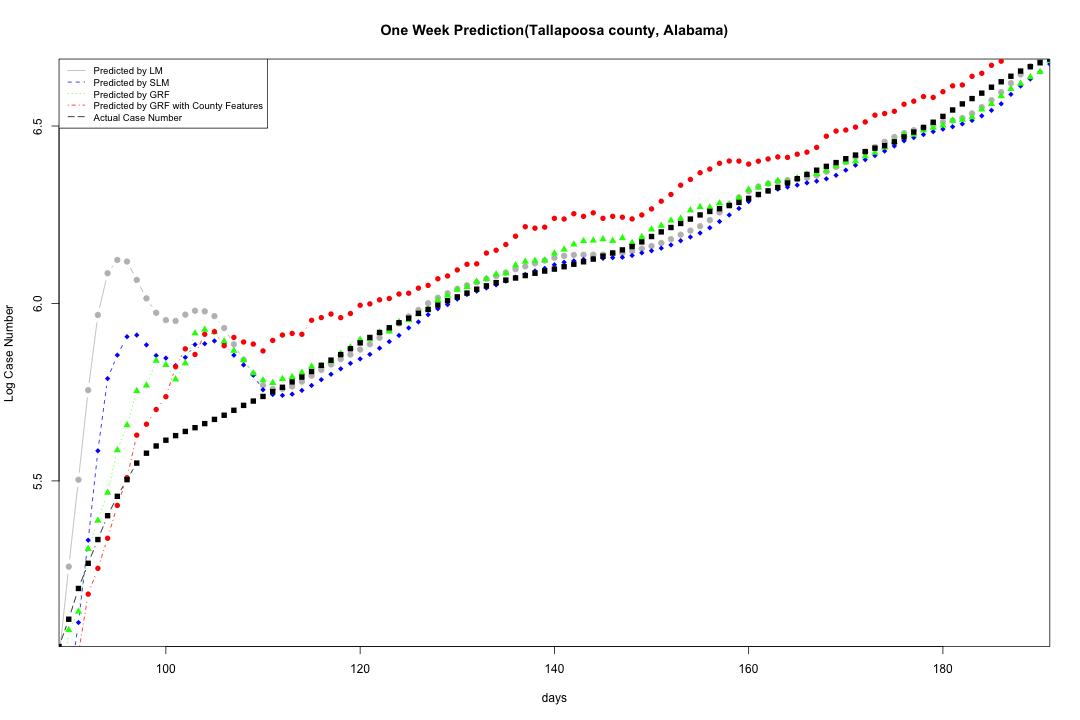 One Week Prediction(Tallapoosa county, Alabama)
Predicted by LM
Predicted by SLM
Predicted by GRF
Predicted by GRF with County Features
Actual Case Number
6.5
6.0
5.5
Log Case Number
100 120 140 160 180
days